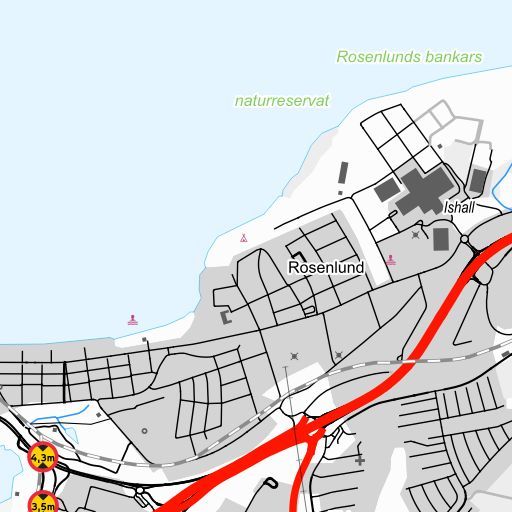 Rosenlunds bankars
naturreservat
Ishall
Rosenlund
4,3m
3,5m